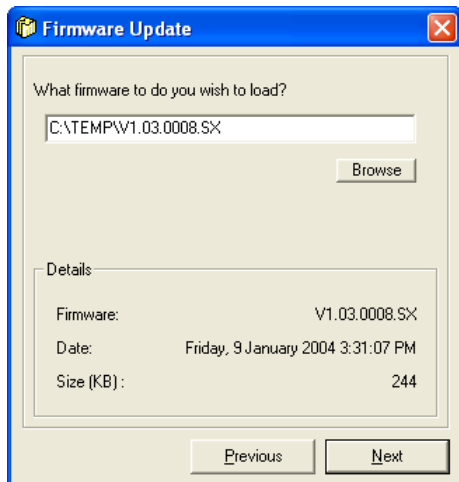 Firmware Update
What firmware to do you wish to load?
C:\TEMP\V1.03.0008.SX
Browse
Details
Firmware: V1.03.0008.SX
Date: Friday, 9 January 2004 3:31:07 PM
Size (KB) : 244
Previous Next